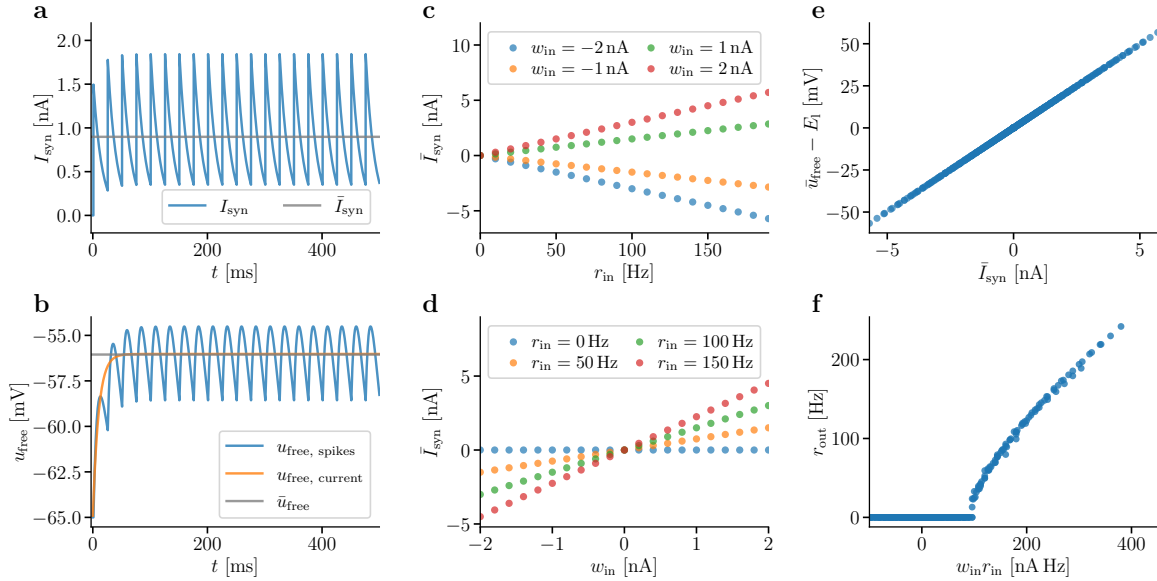 a
2.0
1.5
1.0
0.5
0.0
I_syn [nA]
I_syn
Ī_syn
0
200
400
t [ms]
b
−55.0
−57.5
−60.0
−62.5
−65.0
u_free [mV]
u_free, spikes
u_free, current
ū_free
0
200
400
t [ms]
c
w_in = −2 nA
w_in = 1 nA
w_in = −1 nA
w_in = 2 nA
10
5
0
−5
Ī_syn [nA]
0
50
100
150
r_in [Hz]
d
r_in = 0 Hz
r_in = 100 Hz
r_in = 50 Hz
r_in = 150 Hz
5
0
−5
Ī_syn [nA]
−2
−1
0
1
2
w_in [nA]
e
50
25
0
−25
−50
ū_free − E_l [mV]
−5
0
5
Ī_syn [nA]
f
200
100
0
r_out [Hz]
0
200
400
w_in r_in [nA Hz]